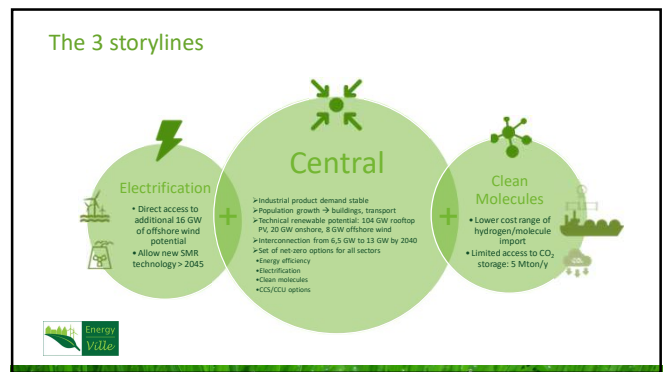 The 3 storylines
Electrification
• Direct access to
additional 16 GW
of offshore wind
potential
• Allow new SMR
technology > 2045
+
Central
➢Industrial product demand stable
➢Population growth → buildings, transport
➢Technical renewable potential: 104 GW rooftop
PV, 20 GW onshore, 8 GW offshore wind
➢Interconnection from 6,5 GW to 13 GW by 2040
➢Set of net-zero options for all sectors
•Energy efficiency
•Electrification
•Clean molecules
•CCS/CCU options
+
Clean
Molecules
• Lower cost range of
hydrogen/molecule
import
• Limited access to CO₂
storage: 5 Mton/y
CO₂
Energy
Ville